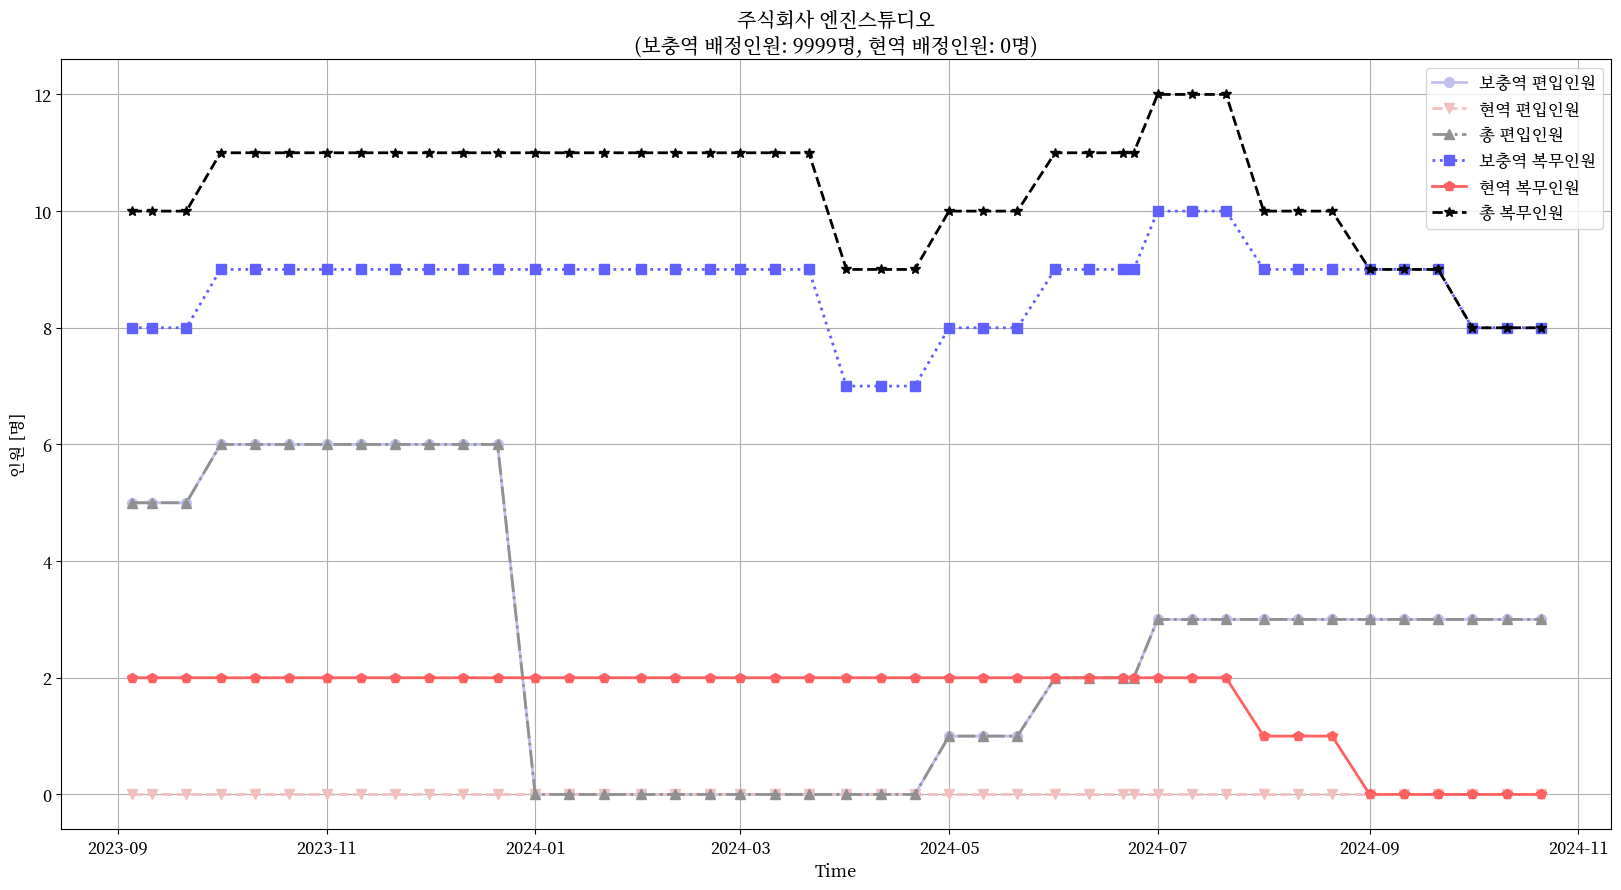 주식회사 엔진스튜디오
(보충역 배정인원: 9999명, 현역 배정인원: 0명)
보충역 편입인원
현역 편입인원
총 편입인원
보충역 복무인원
현역 복무인원
총 복무인원
12
10
8
6
4
2
0
인원 [명]
2023-09 2023-11 2024-01 2024-03 2024-05 2024-07 2024-09 2024-11
Time